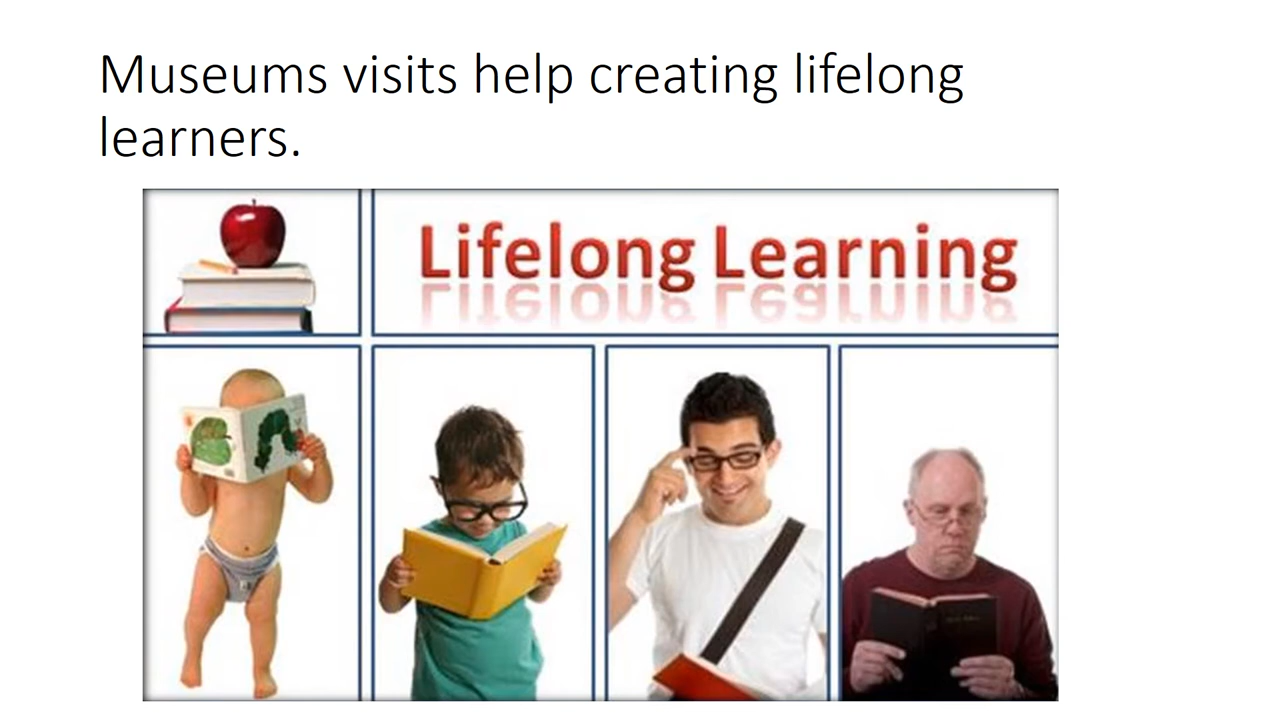 Museums visits help creating lifelong
learners.
Lifelong Learning